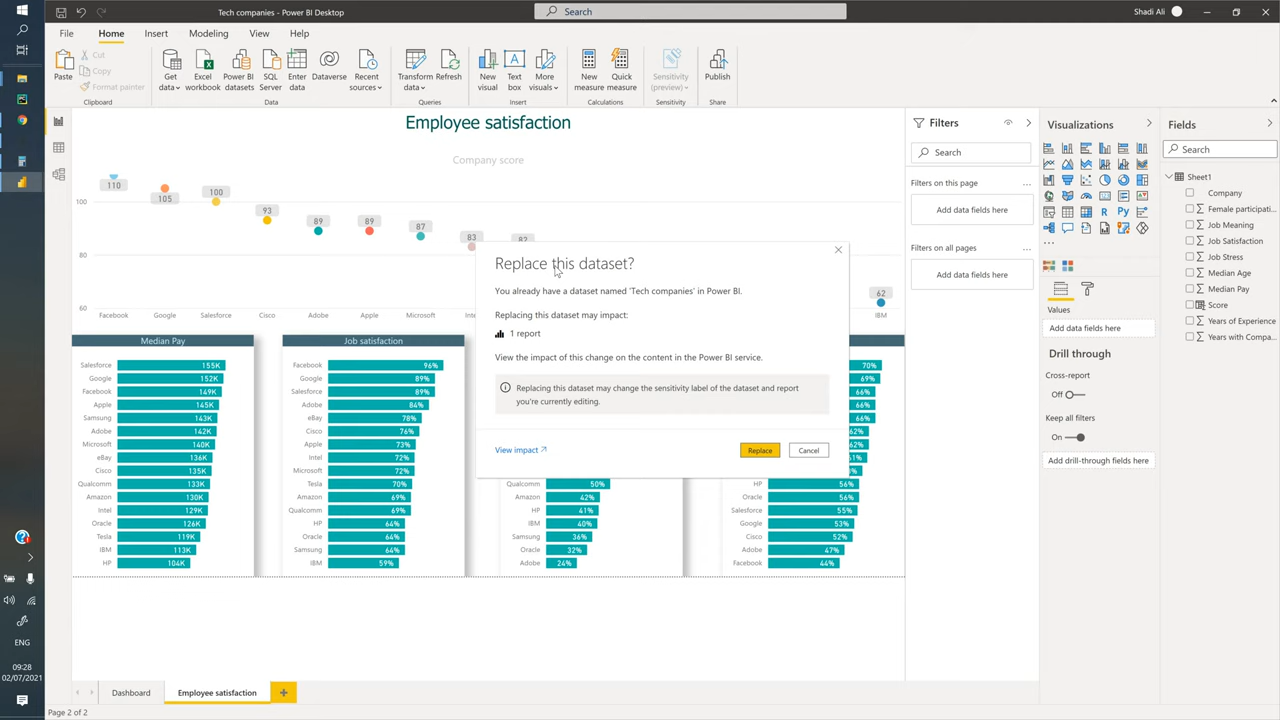 Tech companies - Power BI Desktop
Search
Shadi Ali
File
Home
Insert
Modeling
View
Help
Paste
Cut
Copy
Format painter
Clipboard
Get data
Excel workbook
Power BI datasets
SQL Server
Enter data
Dataverse
Recent sources
Data
Transform data
Refresh
Queries
New visual
Text box
More visuals
Insert
New measure
Quick measure
Calculations
Sensitivity (preview)
Sensitivity
Publish
Share
Employee satisfaction
Company score
110
105
100
93
89
89
87
83
82
62
100
80
60
Facebook
Google
Salesforce
Cisco
Adobe
Apple
Microsoft
IBM
Replace this dataset?
You already have a dataset named 'Tech companies' in Power BI.
Replacing this dataset may impact:
1 report
View the impact of this change on the content in the Power BI service.
Replacing this dataset may change the sensitivity label of the dataset and report
you're currently editing.
View impact
Replace
Cancel
Median Pay
Salesforce 155K
Google 152K
Facebook 149K
Apple 145K
Samsung 143K
Adobe 142K
Microsoft 140K
eBay 136K
Cisco 135K
Qualcomm 133K
Amazon 130K
Intel 129K
Oracle 126K
Tesla 119K
IBM 113K
HP 104K
Job satisfaction
Facebook 96%
Google 89%
Salesforce 89%
Adobe 84%
eBay 78%
Cisco 76%
Apple 73%
Intel 72%
Microsoft 72%
Tesla 70%
Amazon 69%
Qualcomm 69%
HP 64%
Oracle 64%
Samsung 64%
IBM 59%
Qualcomm 50%
Amazon 42%
HP 41%
IBM 40%
Samsung 36%
Oracle 32%
Adobe 24%
70%
69%
66%
66%
66%
62%
62%
HP 56%
Oracle 56%
Salesforce 55%
Google 53%
Cisco 52%
Adobe 47%
Facebook 44%
Filters
Search
Filters on this page
Add data fields here
Filters on all pages
Add data fields here
Visualizations
R
Py
Values
Add data fields here
Drill through
Cross-report
Off
Keep all filters
On
Add drill-through fields here
Fields
Search
Sheet1
Company
Female participati...
Job Meaning
Job Satisfaction
Job Stress
Median Age
Median Pay
Score
Years of Experience
Years with Compa...
ENG
09:28
02/07/2021
Dashboard
Employee satisfaction
Page 2 of 2